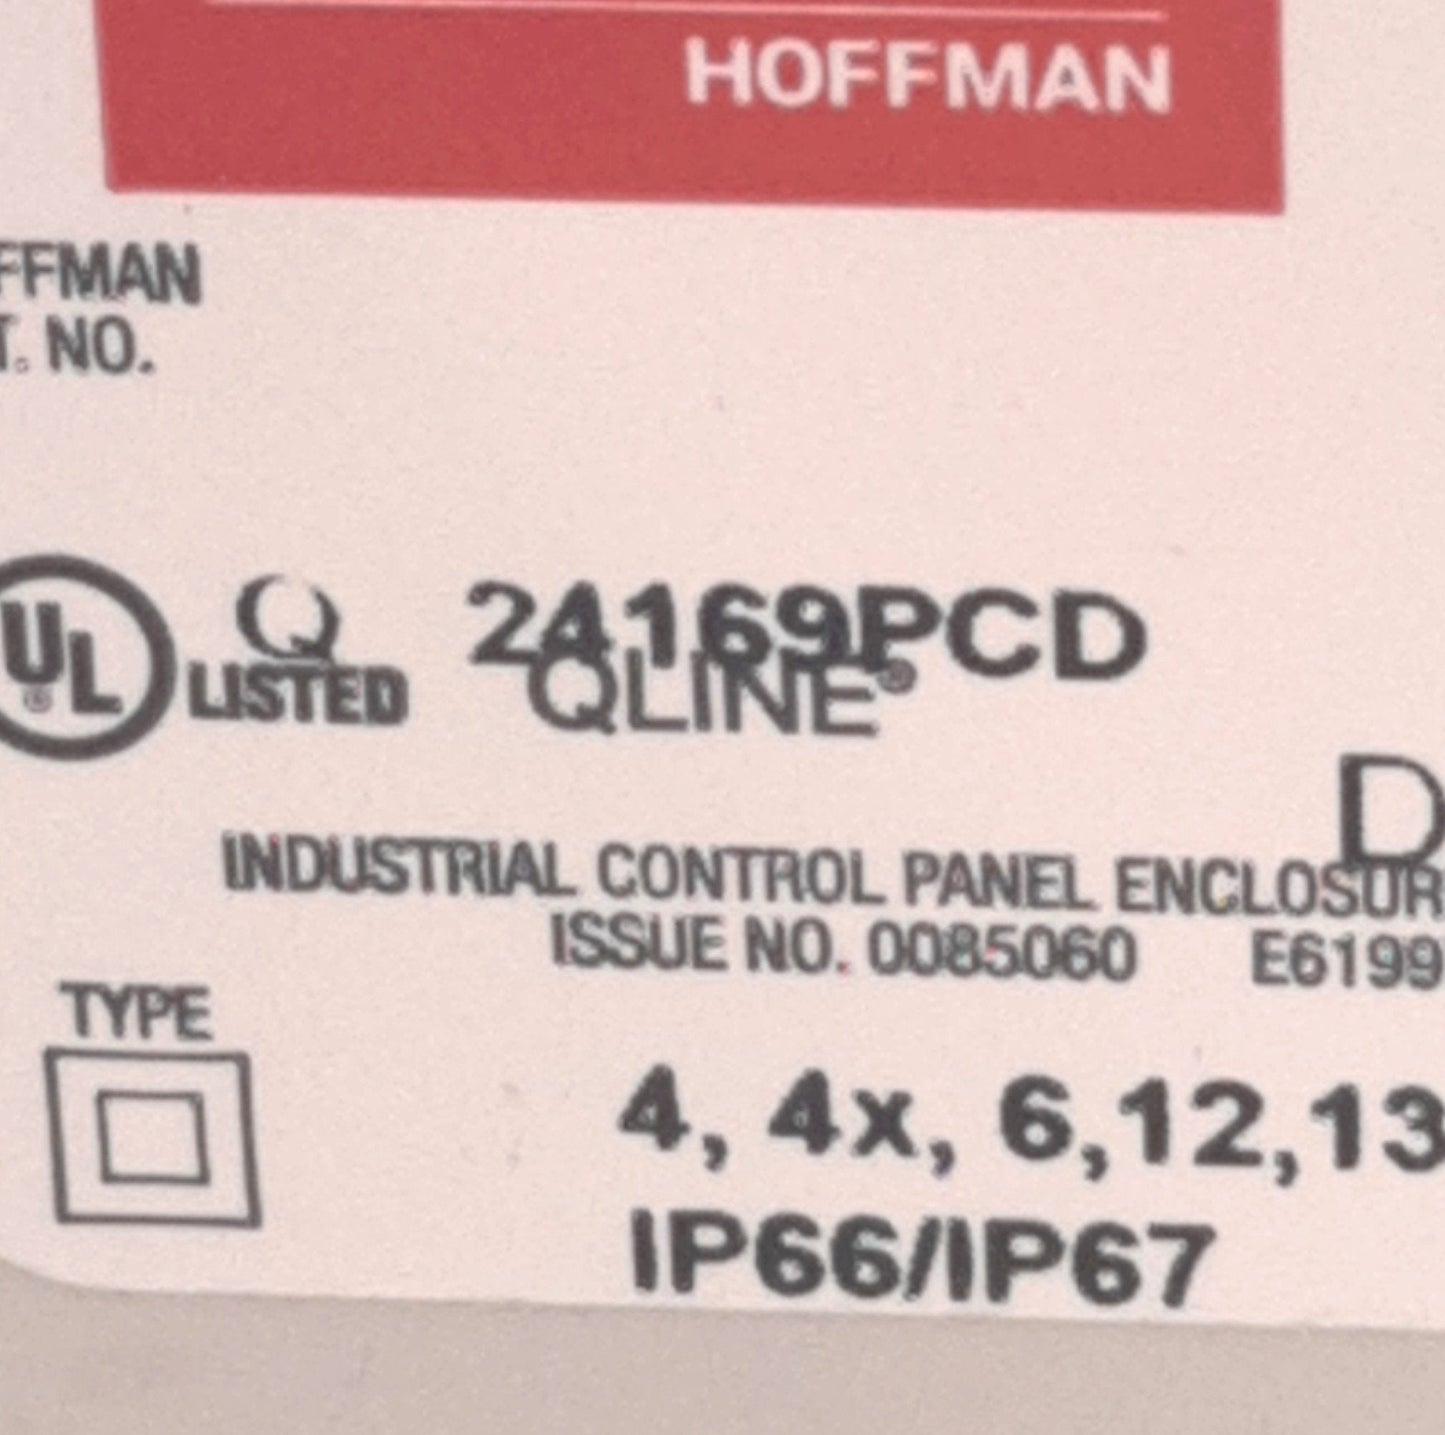 HOFFMAN
FFMAN
T. NO.
UL® LISTED Q 24169PCD
QLINE®
D
INDUSTRIAL CONTROL PANEL ENCLOSUR
ISSUE NO. 0085060 E6199
TYPE
4, 4x, 6,12,13
IP66/IP67